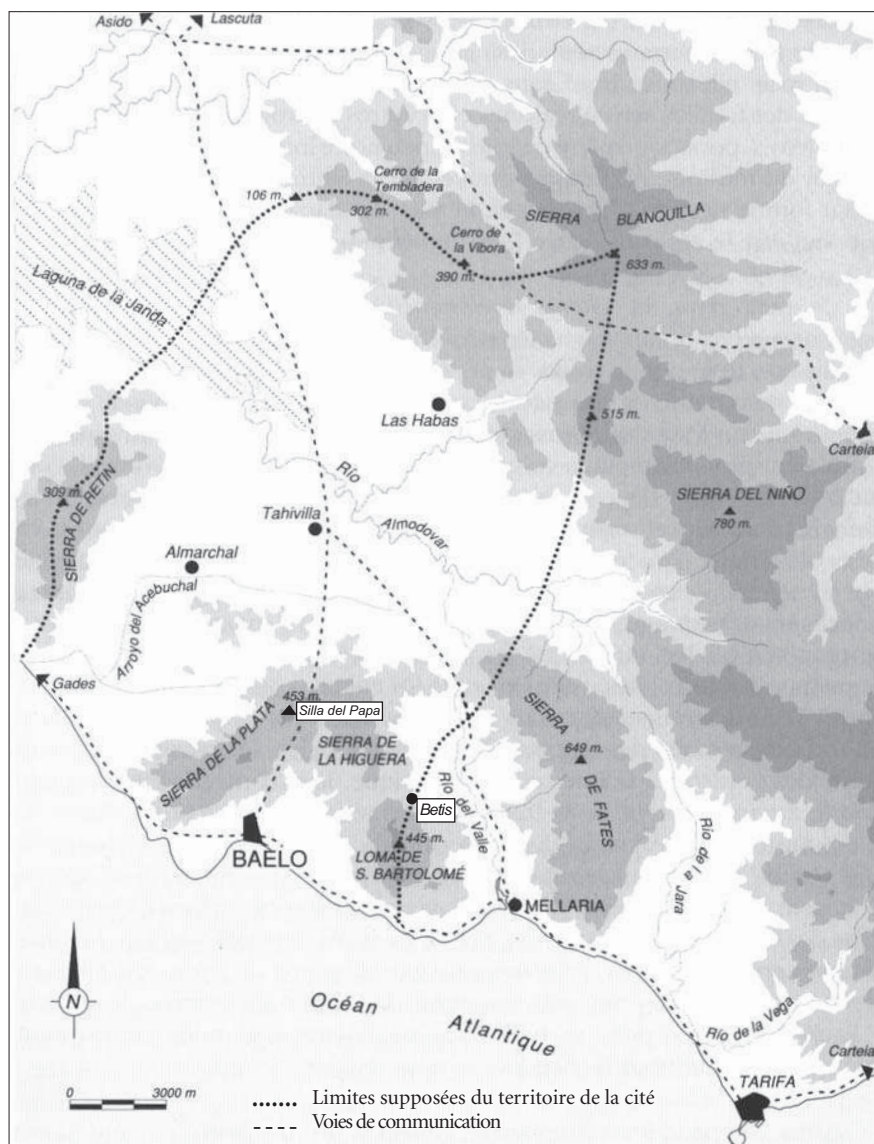 Asido
Lascuta
Cerro de la
Tembladera
106 m.
302 m.
SIERRA
BLANQUILLA
Cerro de
la Vibora
390 m.
633 m.
Laguna de la Janda
Las Habas
515 m.
Carteia
309 m.
SIERRA DE RETIN
Río
SIERRA DEL NIÑO
780 m.
Tahivilla
Almodovar
Almarchal
Arroyo del Acebuchal
Gades
453 m.
Silla del Papa
SIERRA DE LA PLATA
SIERRA DE
LA HIGUERA
SIERRA
DE FATES
649 m.
Betis
Río del Valle
BAELO
445 m.
LOMA DE
S. BARTOLOMÉ
Río de la Jara
MELLARIA
N
Océan
Atlantique
Río de la Vega
Carteia
0
3000 m
TARIFA
Limites supposées du territoire de la cité
Voies de communication